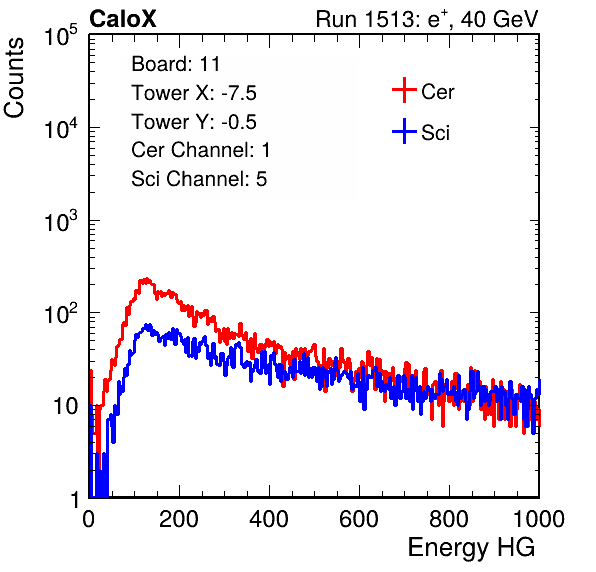 CaloX Run 1513: e⁺, 40 GeV
Counts
Board: 11
Tower X: -7.5
Tower Y: -0.5
Cer Channel: 1
Sci Channel: 5
Cer
Sci
10⁵
10⁴
10³
10²
10
1
0 200 400 600 800 1000
Energy HG